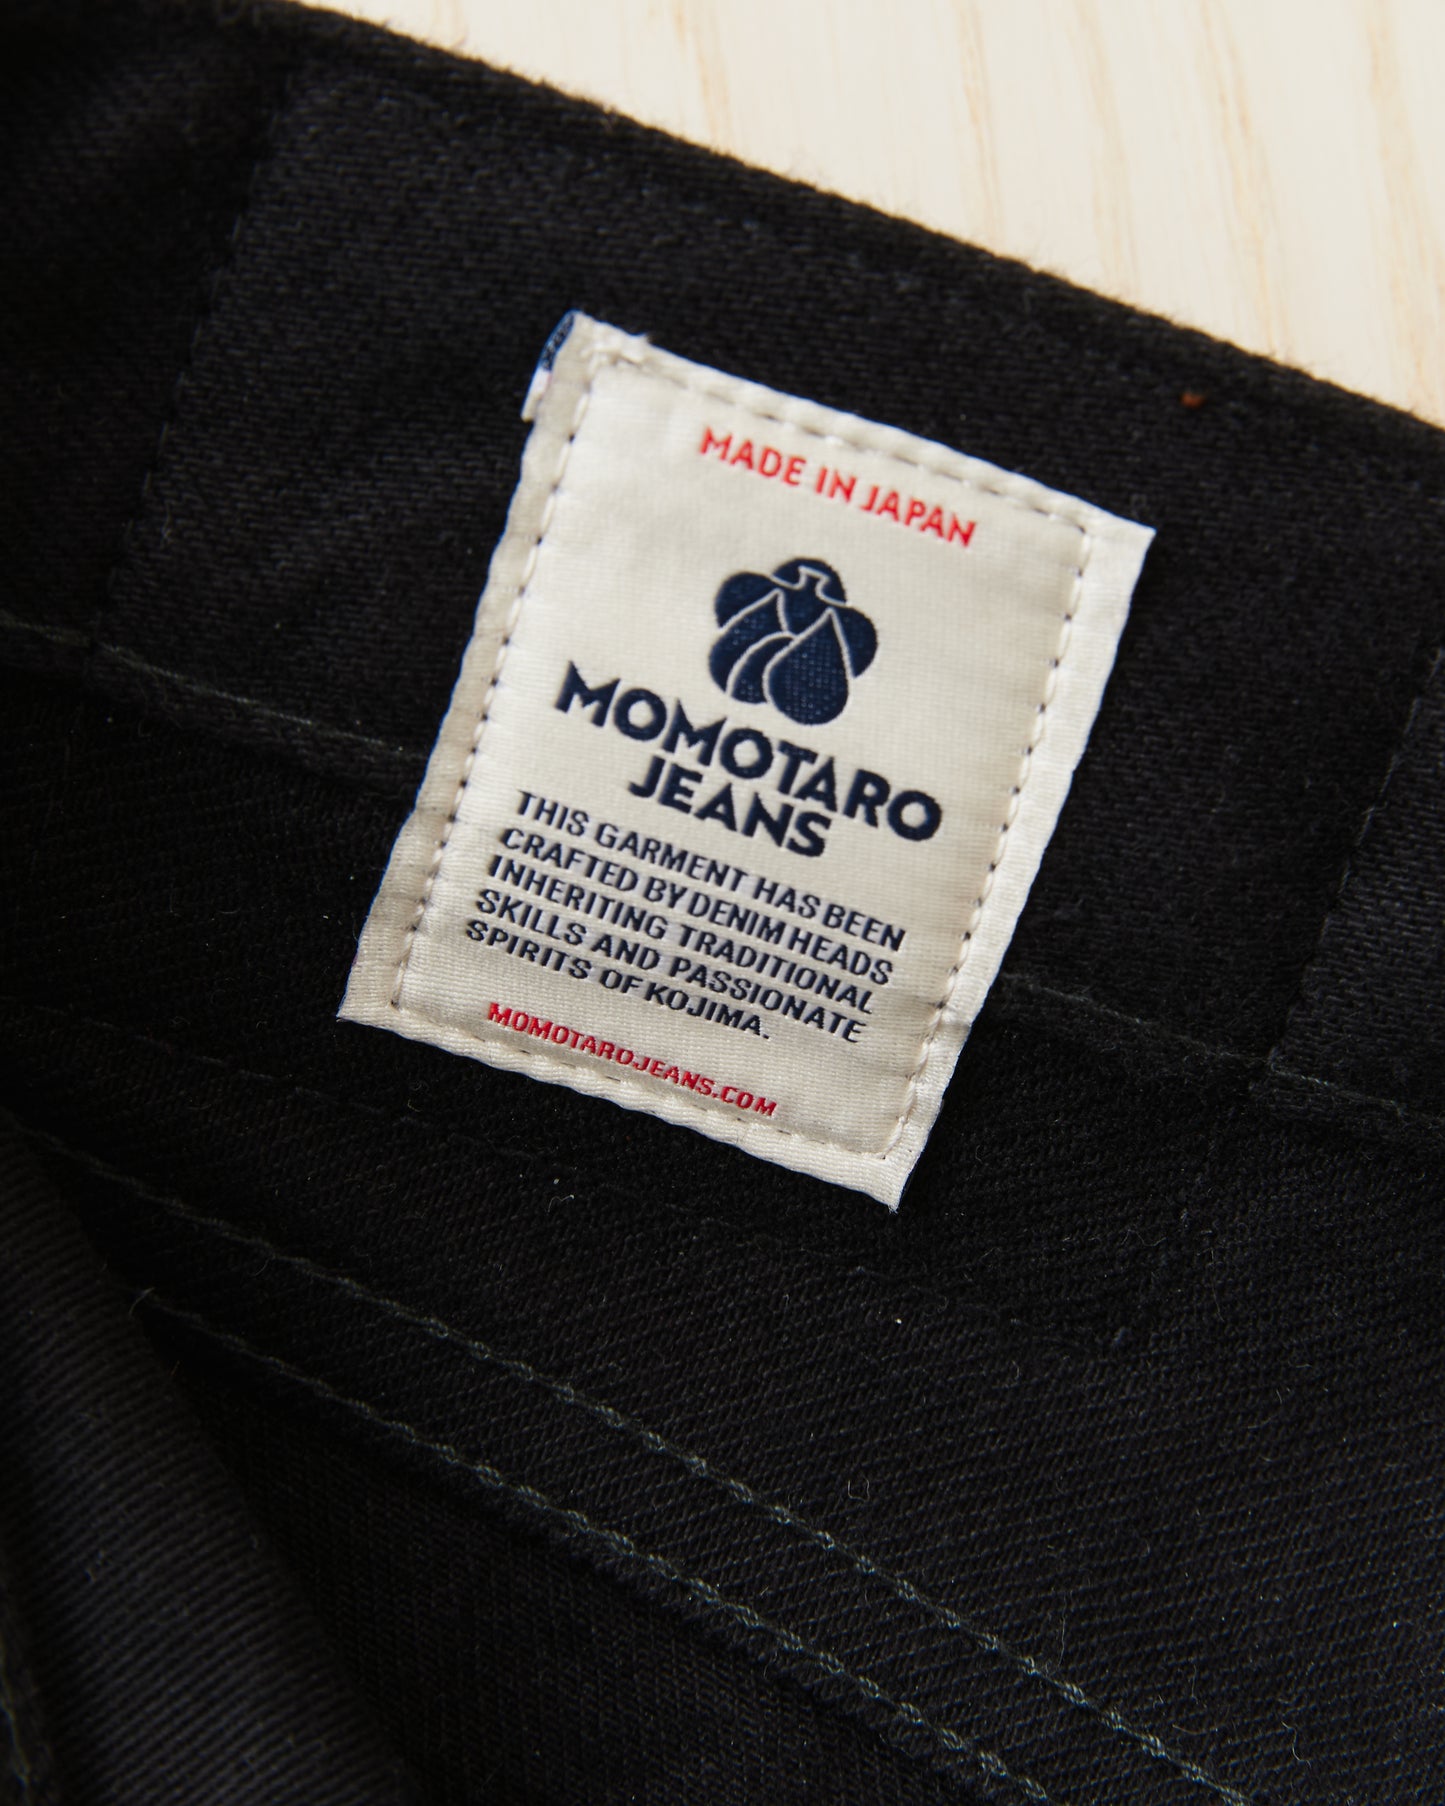 MADE IN JAPAN
MOMOTARO
JEANS
THIS GARMENT HAS BEEN
CRAFTED BY DENIM HEADS
INHERITING TRADITIONAL
SKILLS AND PASSIONATE
SPIRITS OF KOJIMA.
MOMOTAROJEANS.COM